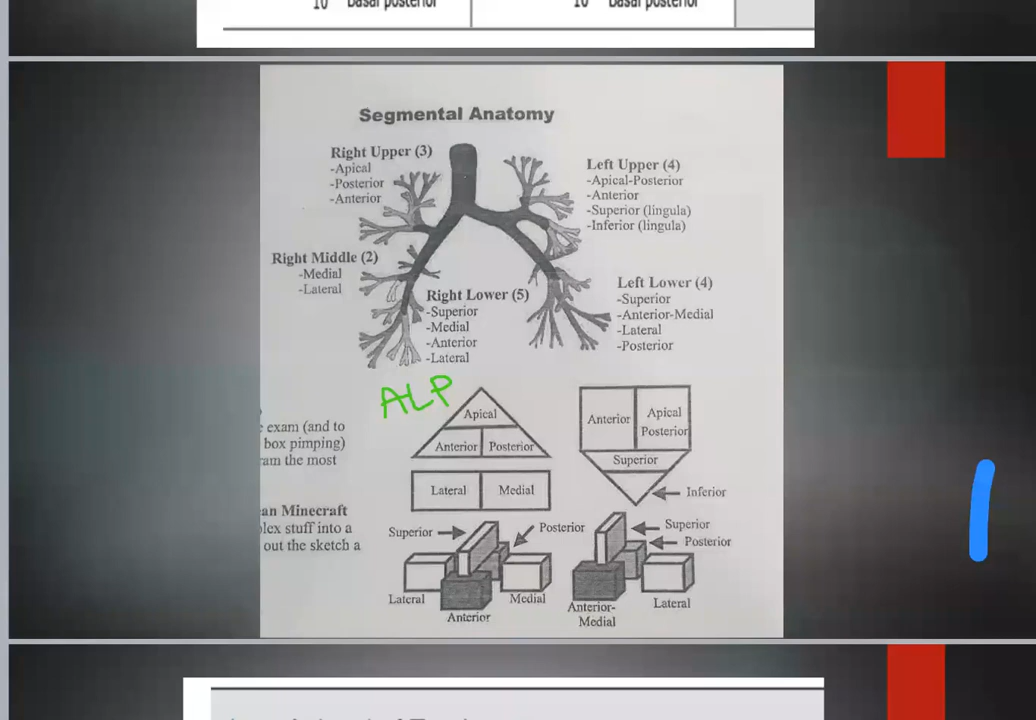 10 Basal posterior
10 Basal posterior
Segmental Anatomy
Right Upper (3)
-Apical
-Posterior
-Anterior
Left Upper (4)
-Apical-Posterior
-Anterior
-Superior (lingula)
-Inferior (lingula)
Right Middle (2)
-Medial
-Lateral
Right Lower (5)
-Superior
-Medial
-Anterior
-Lateral
Left Lower (4)
-Superior
-Anterior-Medial
-Lateral
-Posterior
ALP
exam (and to
box pimping)
am the most
an Minecraft
lex stuff into a
out the sketch a
Apical
Anterior Posterior
Lateral Medial
Superior
Posterior
Lateral
Medial
Anterior
Anterior
Apical
Posterior
Superior
Inferior
Superior
Posterior
Anterior-
Medial
Lateral